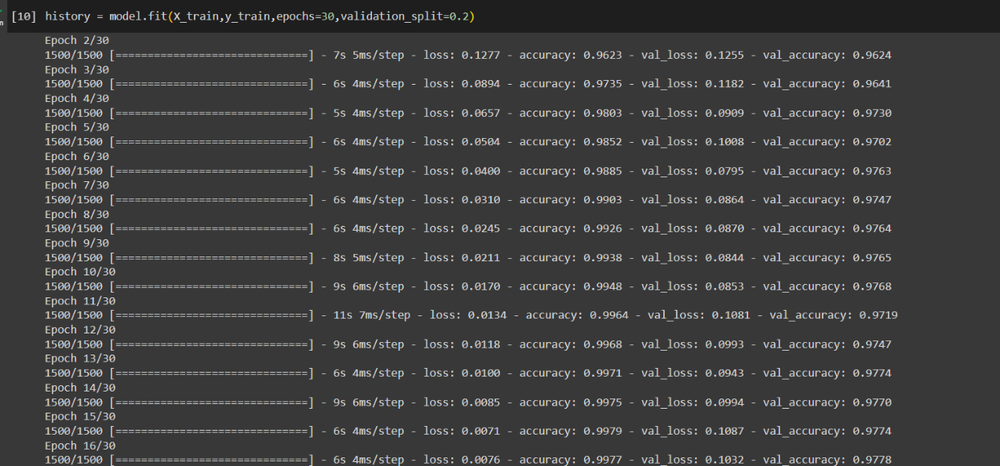 [10] history = model.fit(X_train,y_train,epochs=30,validation_split=0.2)
Epoch 2/30
1500/1500 [==============================] - 7s 5ms/step - loss: 0.1277 - accuracy: 0.9623 - val_loss: 0.1255 - val_accuracy: 0.9624
Epoch 3/30
1500/1500 [==============================] - 6s 4ms/step - loss: 0.0894 - accuracy: 0.9735 - val_loss: 0.1182 - val_accuracy: 0.9641
Epoch 4/30
1500/1500 [==============================] - 5s 4ms/step - loss: 0.0657 - accuracy: 0.9803 - val_loss: 0.0909 - val_accuracy: 0.9730
Epoch 5/30
1500/1500 [==============================] - 6s 4ms/step - loss: 0.0504 - accuracy: 0.9852 - val_loss: 0.1008 - val_accuracy: 0.9702
Epoch 6/30
1500/1500 [==============================] - 5s 4ms/step - loss: 0.0400 - accuracy: 0.9885 - val_loss: 0.0795 - val_accuracy: 0.9763
Epoch 7/30
1500/1500 [==============================] - 6s 4ms/step - loss: 0.0310 - accuracy: 0.9903 - val_loss: 0.0864 - val_accuracy: 0.9747
Epoch 8/30
1500/1500 [==============================] - 6s 4ms/step - loss: 0.0245 - accuracy: 0.9926 - val_loss: 0.0870 - val_accuracy: 0.9764
Epoch 9/30
1500/1500 [==============================] - 8s 5ms/step - loss: 0.0211 - accuracy: 0.9938 - val_loss: 0.0844 - val_accuracy: 0.9765
Epoch 10/30
1500/1500 [==============================] - 9s 6ms/step - loss: 0.0170 - accuracy: 0.9948 - val_loss: 0.0853 - val_accuracy: 0.9768
Epoch 11/30
1500/1500 [==============================] - 11s 7ms/step - loss: 0.0134 - accuracy: 0.9964 - val_loss: 0.1081 - val_accuracy: 0.9719
Epoch 12/30
1500/1500 [==============================] - 9s 6ms/step - loss: 0.0118 - accuracy: 0.9968 - val_loss: 0.0993 - val_accuracy: 0.9747
Epoch 13/30
1500/1500 [==============================] - 6s 4ms/step - loss: 0.0100 - accuracy: 0.9971 - val_loss: 0.0943 - val_accuracy: 0.9774
Epoch 14/30
1500/1500 [==============================] - 9s 6ms/step - loss: 0.0085 - accuracy: 0.9975 - val_loss: 0.0994 - val_accuracy: 0.9770
Epoch 15/30
1500/1500 [==============================] - 6s 4ms/step - loss: 0.0071 - accuracy: 0.9979 - val_loss: 0.1087 - val_accuracy: 0.9774
Epoch 16/30
1500/1500 [==============================] - 6s 4ms/step - loss: 0.0076 - accuracy: 0.9977 - val_loss: 0.1032 - val_accuracy: 0.9778